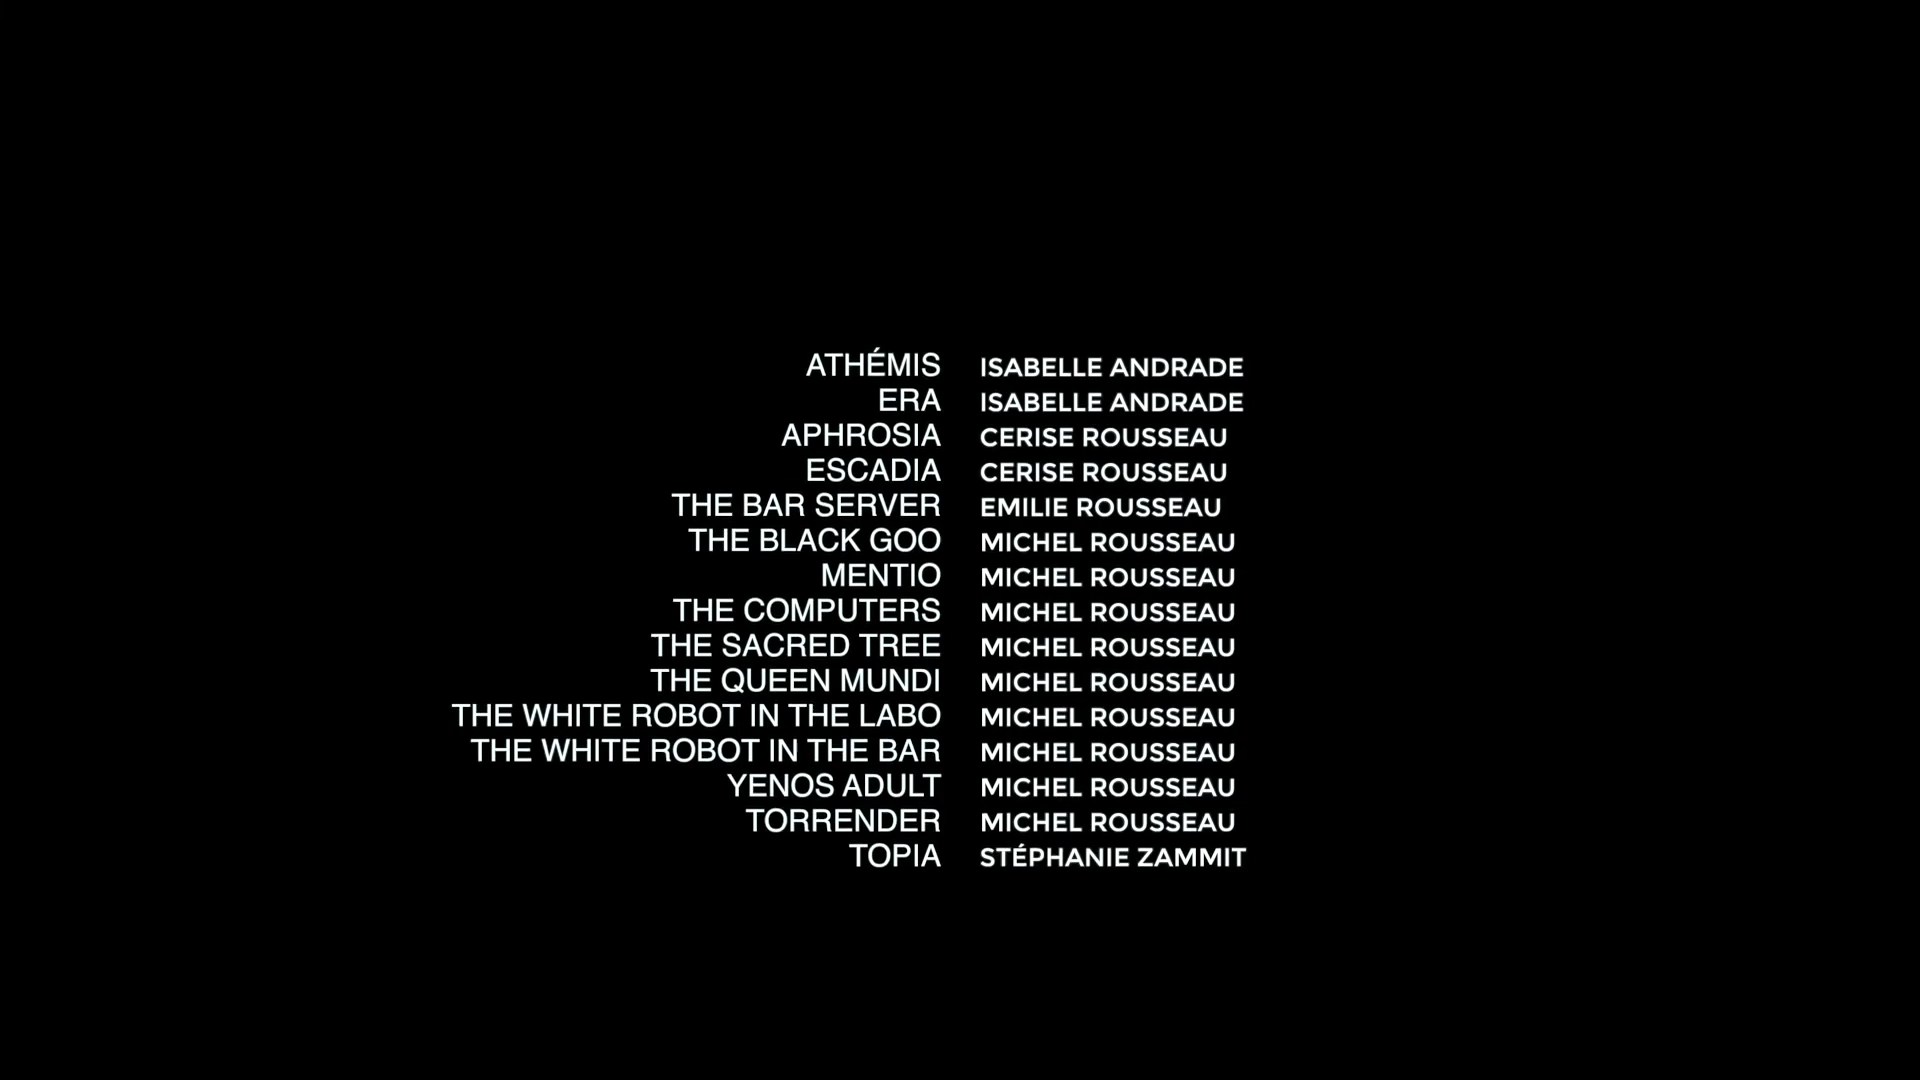 ATHÉMIS ISABELLE ANDRADE
ERA ISABELLE ANDRADE
APHROSIA CERISE ROUSSEAU
ESCADIA CERISE ROUSSEAU
THE BAR SERVER EMILIE ROUSSEAU
THE BLACK GOO MICHEL ROUSSEAU
MENTIO MICHEL ROUSSEAU
THE COMPUTERS MICHEL ROUSSEAU
THE SACRED TREE MICHEL ROUSSEAU
THE QUEEN MUNDI MICHEL ROUSSEAU
THE WHITE ROBOT IN THE LABO MICHEL ROUSSEAU
THE WHITE ROBOT IN THE BAR MICHEL ROUSSEAU
YENOS ADULT MICHEL ROUSSEAU
TORRENDER MICHEL ROUSSEAU
TOPIA STÉPHANIE ZAMMIT